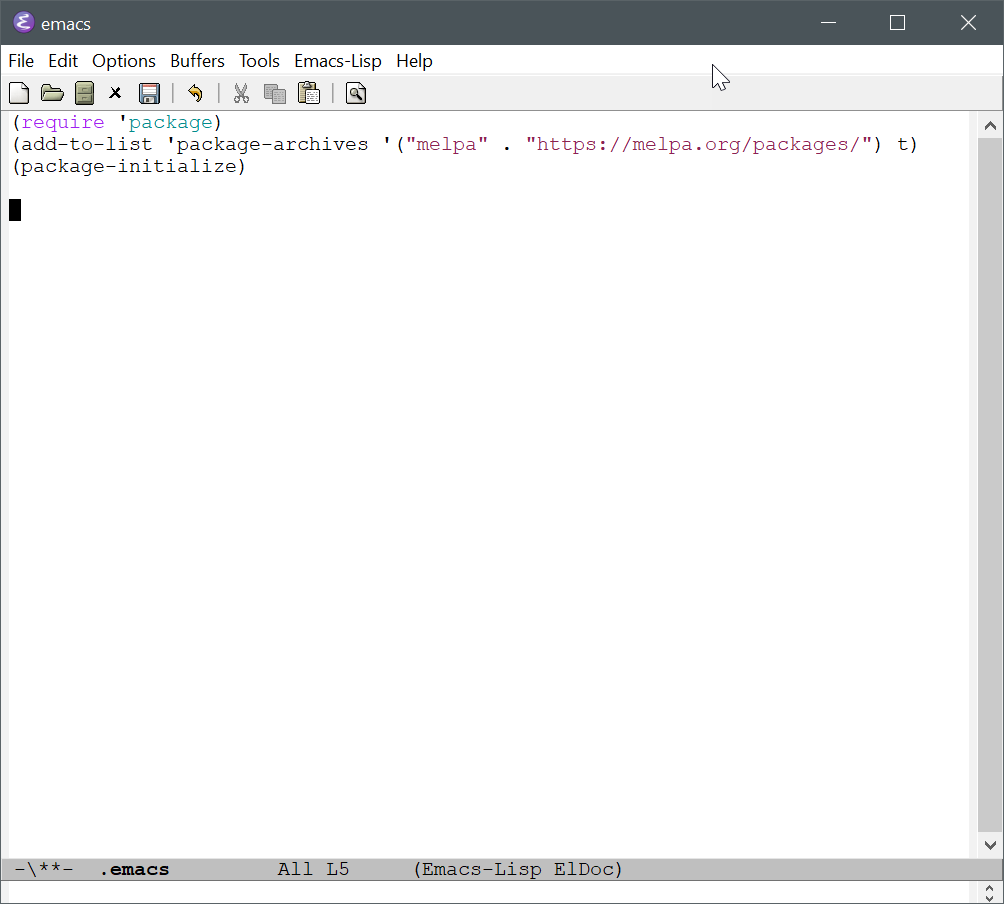 emacs
File Edit Options Buffers Tools Emacs-Lisp Help
(require 'package)
(add-to-list 'package-archives '("melpa" . "https://melpa.org/packages/") t)
(package-initialize)
-\**- .emacs All L5 (Emacs-Lisp ElDoc)